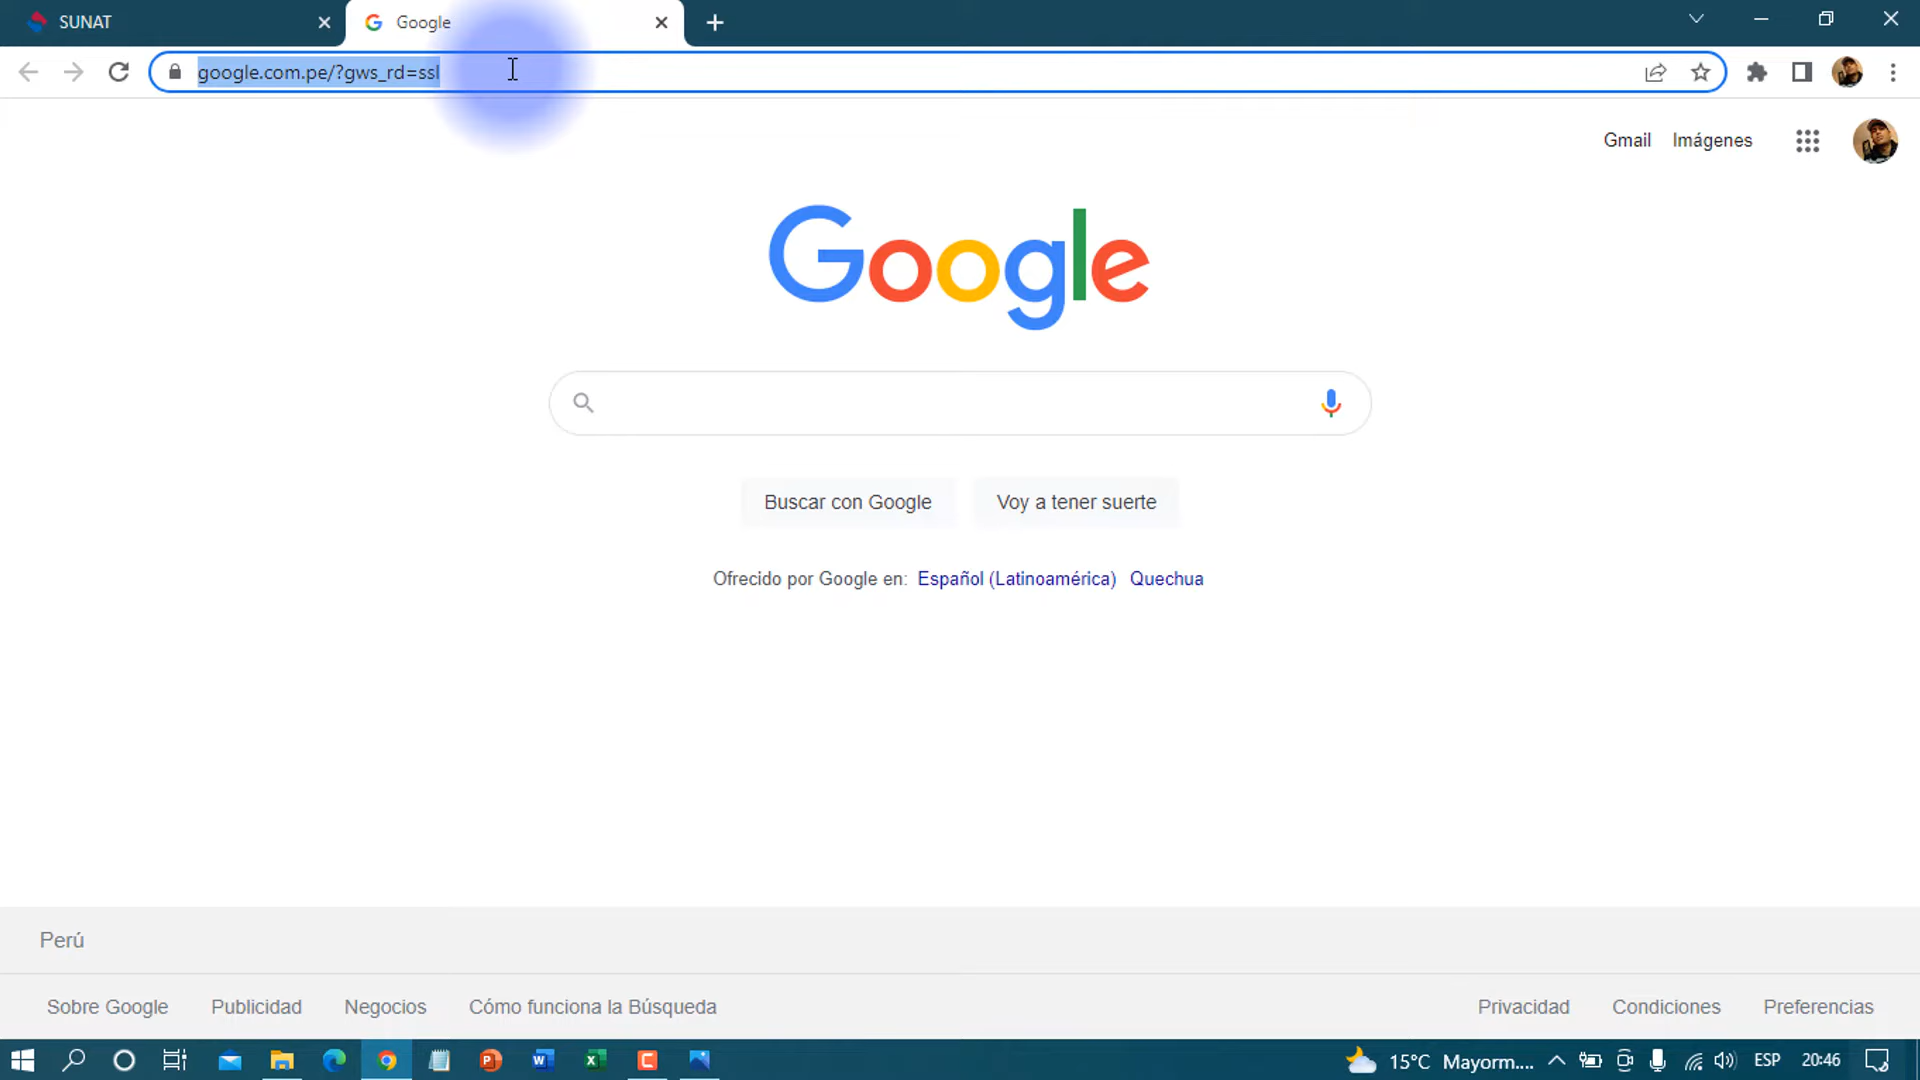 SUNAT
Google
google.com.pe/?gws_rd=ssl
Gmail Imágenes
Google
Buscar con Google Voy a tener suerte
Ofrecido por Google en: Español (Latinoamérica) Quechua
Perú
Sobre Google Publicidad Negocios Cómo funciona la Búsqueda Privacidad Condiciones Preferencias
15°C Mayorm.... ESP 20:46